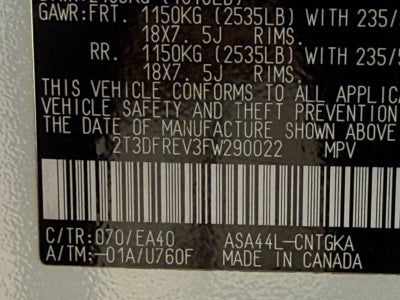 GAWR:FRT. 1150KG (2535LB) WITH 235/
18X7. 5J RIMS.
RR. 1150KG (2535LB) WITH 235/5
18X7. 5J RIMS.
THIS VEHICLE CONFORMS TO ALL APPLICA
VEHICLE SAFETY AND THEFT PREVENTION
THE DATE OF MANUFACTURE SHOWN ABOVE
2T3DFREV3FW290022 MPV
C/TR:070/EA40 ASA44L-CNTGKA
A/TM:-01A/U760F MADE IN CANADA